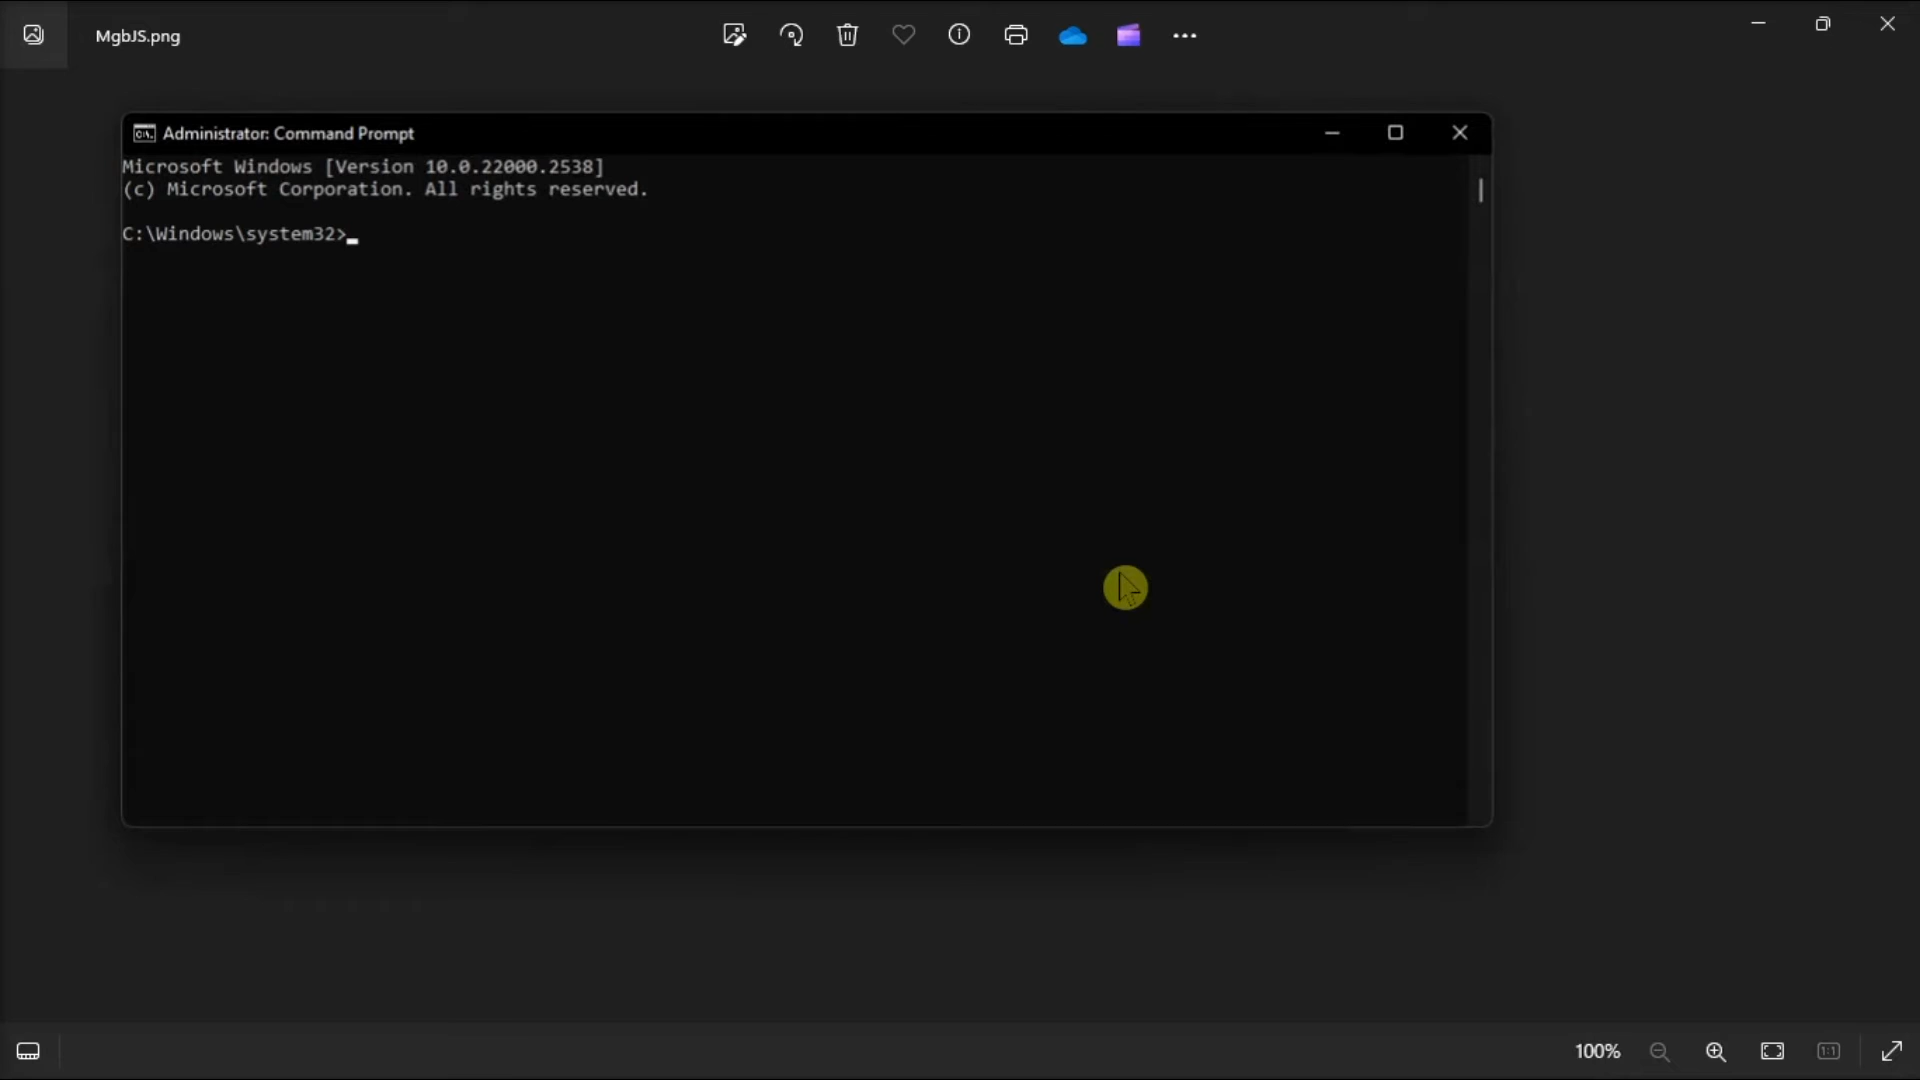 MgbJS.png
Administrator: Command Prompt
Microsoft Windows [Version 10.0.22000.2538]
(c) Microsoft Corporation. All rights reserved.
C:\Windows\system32>
100%